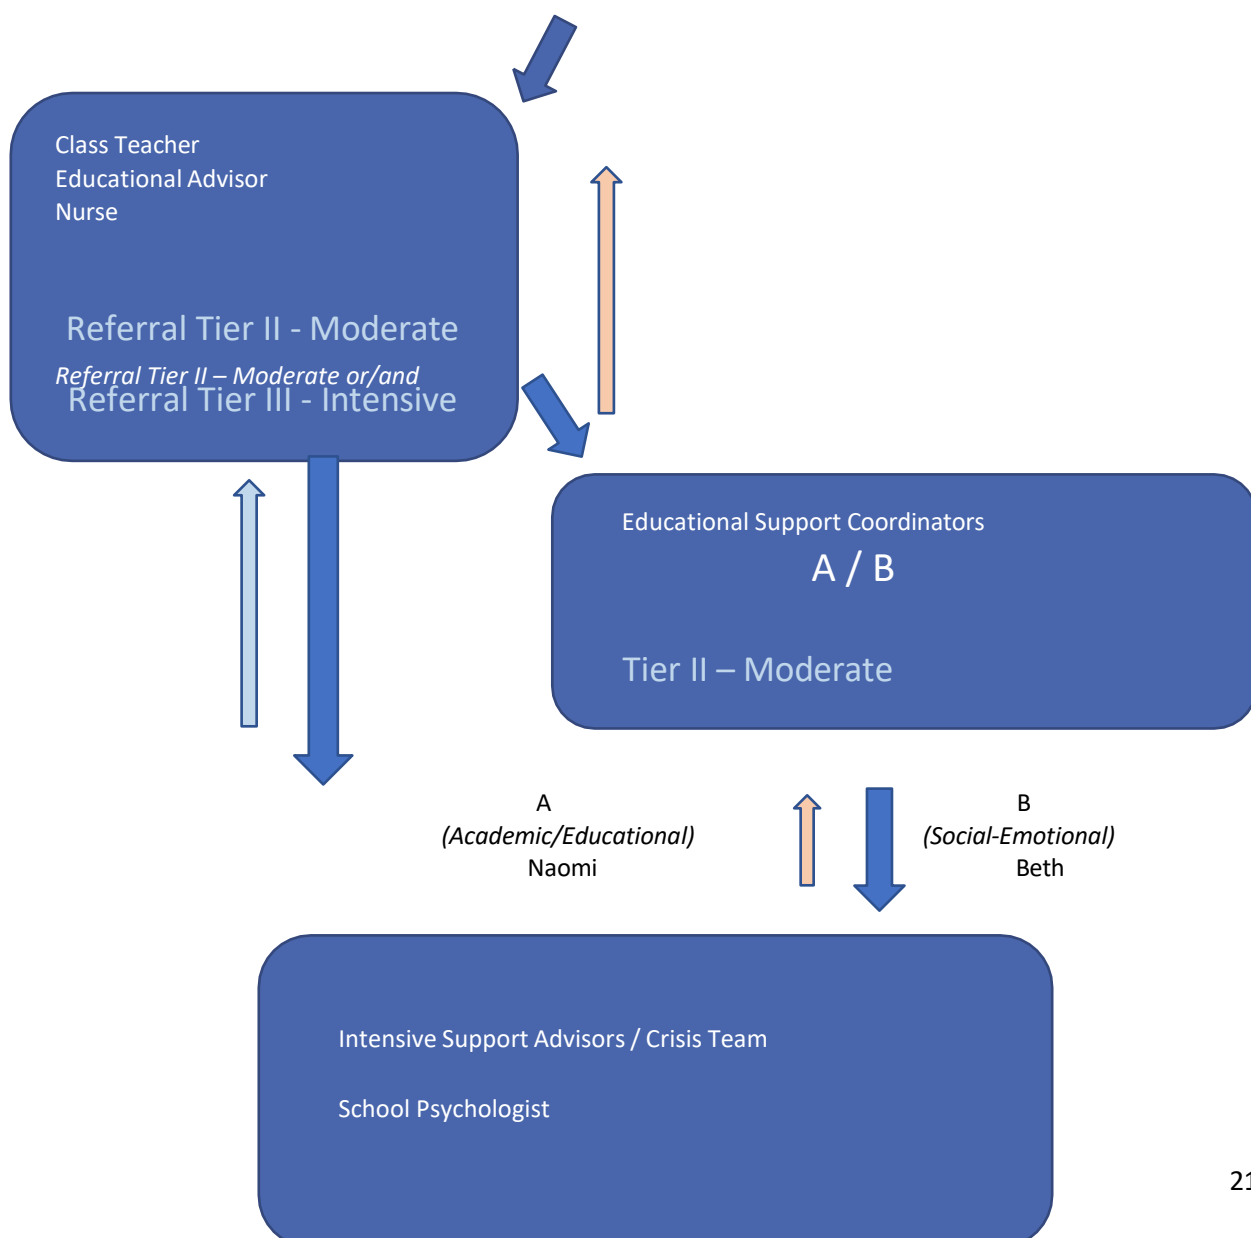 Class Teacher
Educational Advisor
Nurse
Referral Tier II - Moderate
Referral Tier II – Moderate or/and
Referral Tier III - Intensive
Educational Support Coordinators
A / B
Tier II – Moderate
A
(Academic/Educational)
Naomi
B
(Social-Emotional)
Beth
Intensive Support Advisors / Crisis Team
School Psychologist
21